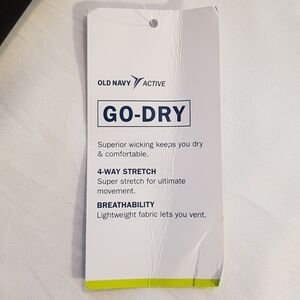 OLD NAVY ACTIVE
GO-DRY
Superior wicking keeps you dry
& comfortable.
4-WAY STRETCH
Super stretch for ultimate
movement.
BREATHABILITY
Lightweight fabric lets you vent.